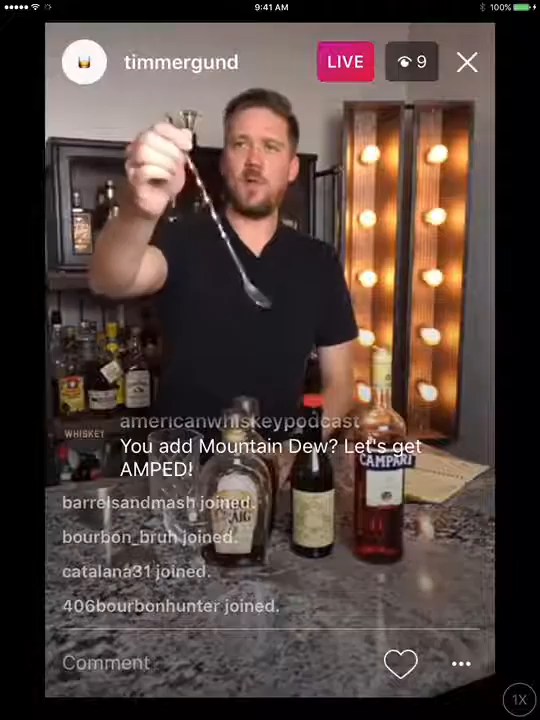 9:41 AM
100%
timmergund
LIVE
9
americanwhiskeypodcast
You add Mountain Dew? Let's get
AMPED!
WHISKEY
CAMPARI
AIG
barrelsandmash joined.
bourbon_bruh joined.
catalana31 joined.
406bourbonhunter joined.
Comment
1X